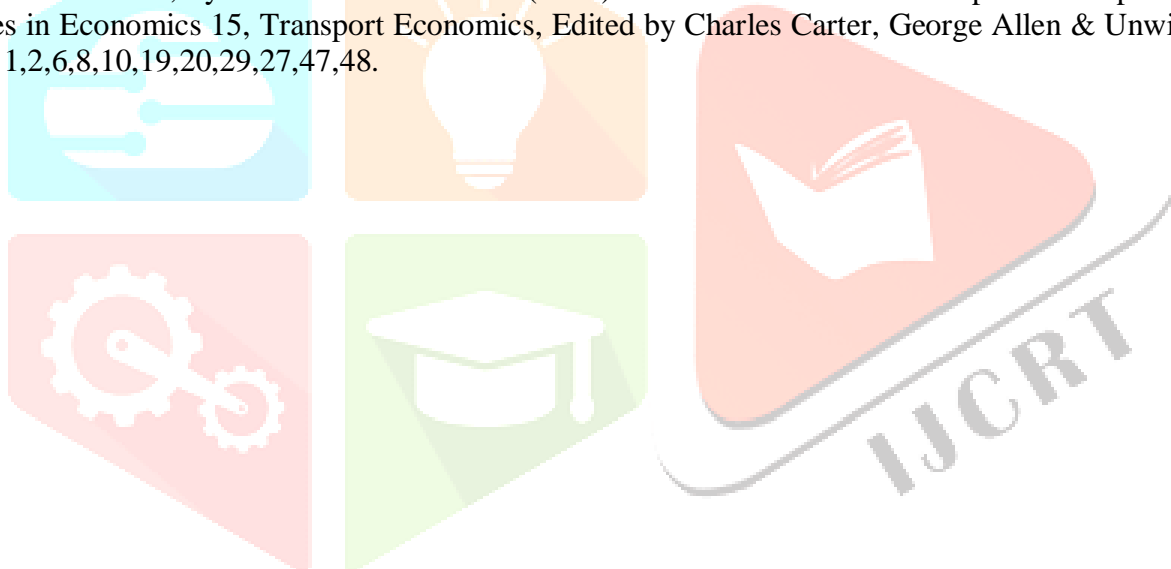 es in Economics 15, Transport Economics, Edited by Charles Carter, George Allen & Unwi
1,2,6,8,10,19,20,29,27,47,48.
IJCRT